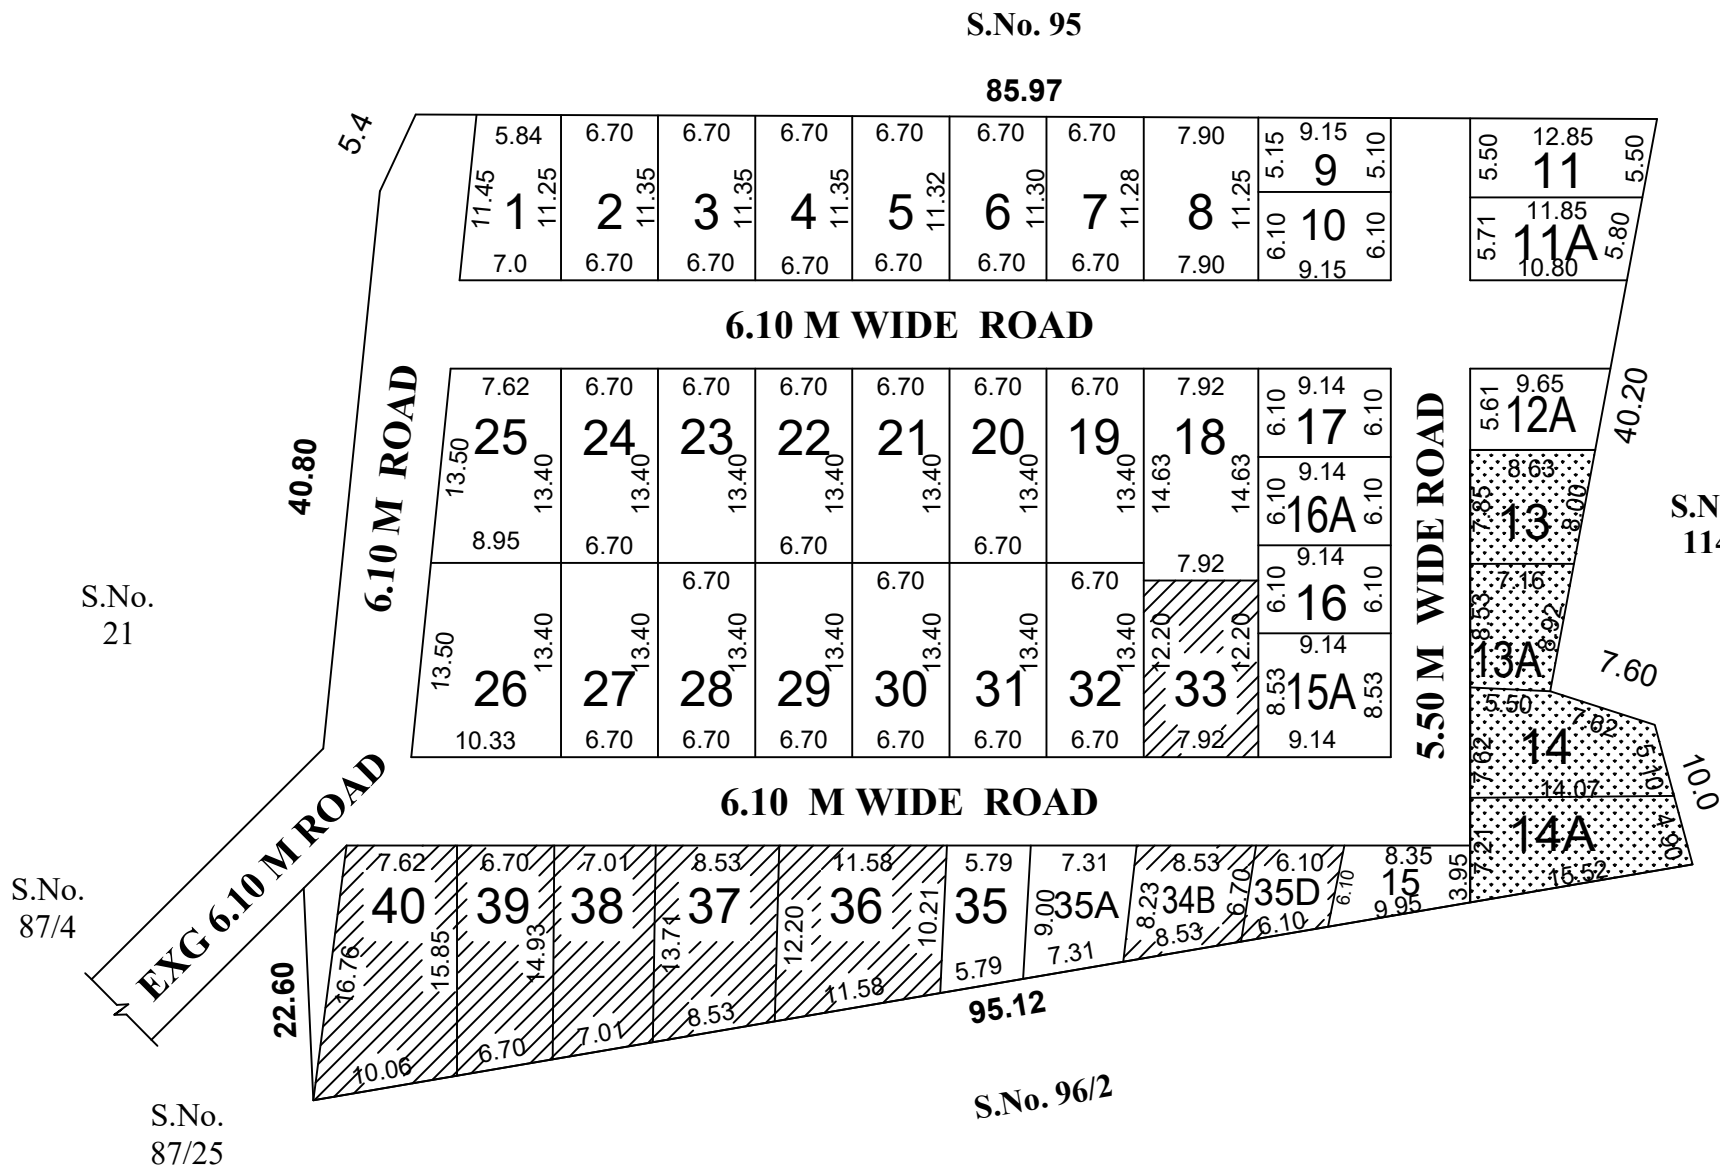 S.No. 95
85.97
5.4
5.84 6.70 6.70 6.70 6.70 6.70 6.70 7.90 5.15 9.15 5.10 5.50 12.85 5.50
9 11
11.45 1 11.25 2 11.35 3 11.35 4 11.35 5 11.32 6 11.30 7 11.28 8 11.25 6.10 10 6.10 5.71 11.85 11A 5.80
7.0 6.70 6.70 6.70 6.70 6.70 6.70 7.90 9.15 10.80
6.10 M WIDE ROAD
40.80
6.10 M ROAD
7.62 6.70 6.70 6.70 6.70 6.70 6.70 7.92 6.10 9.14 6.10 5.61 9.65
25 24 23 22 21 20 19 18 17 12A
40.20
13.50 13.40 13.40 13.40 13.40 13.40 13.40 13.40 14.63 14.63 6.10 9.14 6.10
16A
8.95 6.70 6.70 6.70 7.92
5.50 M WIDE ROAD
8.63
7.85 13 8.00
S.N
114
S.No.
21
6.70 6.70 6.70 6.10 9.14 6.10
16
7.16
8.53 8.92
13A
13.50 13.40 13.40 13.40 13.40 13.40 13.40 13.40 12.20 12.20
26 27 28 29 30 31 32 33
9.14
8.53 15A 8.53
10.33 6.70 6.70 6.70 6.70 6.70 6.70 7.92 9.14
7.60
5.50 7.62
7.62 14 5.10
10.0
14.07
14A
7.21 4.90
15.52
6.10 M WIDE ROAD
EXG 6.10 M ROAD
7.62 6.70 7.01 8.53 11.58 5.79 7.31 8.53 6.10 8.35
40 39 38 37 36 35 35A 34B 35D 15
16.76 15.85 14.93 13.71 12.20 10.21 9.00 8.23 6.70 6.10 3.95
10.06 6.70 7.01 8.53 11.58 5.79 7.31 8.53 6.10 9.95
S.No.
87/4
22.60
95.12
S.No. 96/2
S.No.
87/25